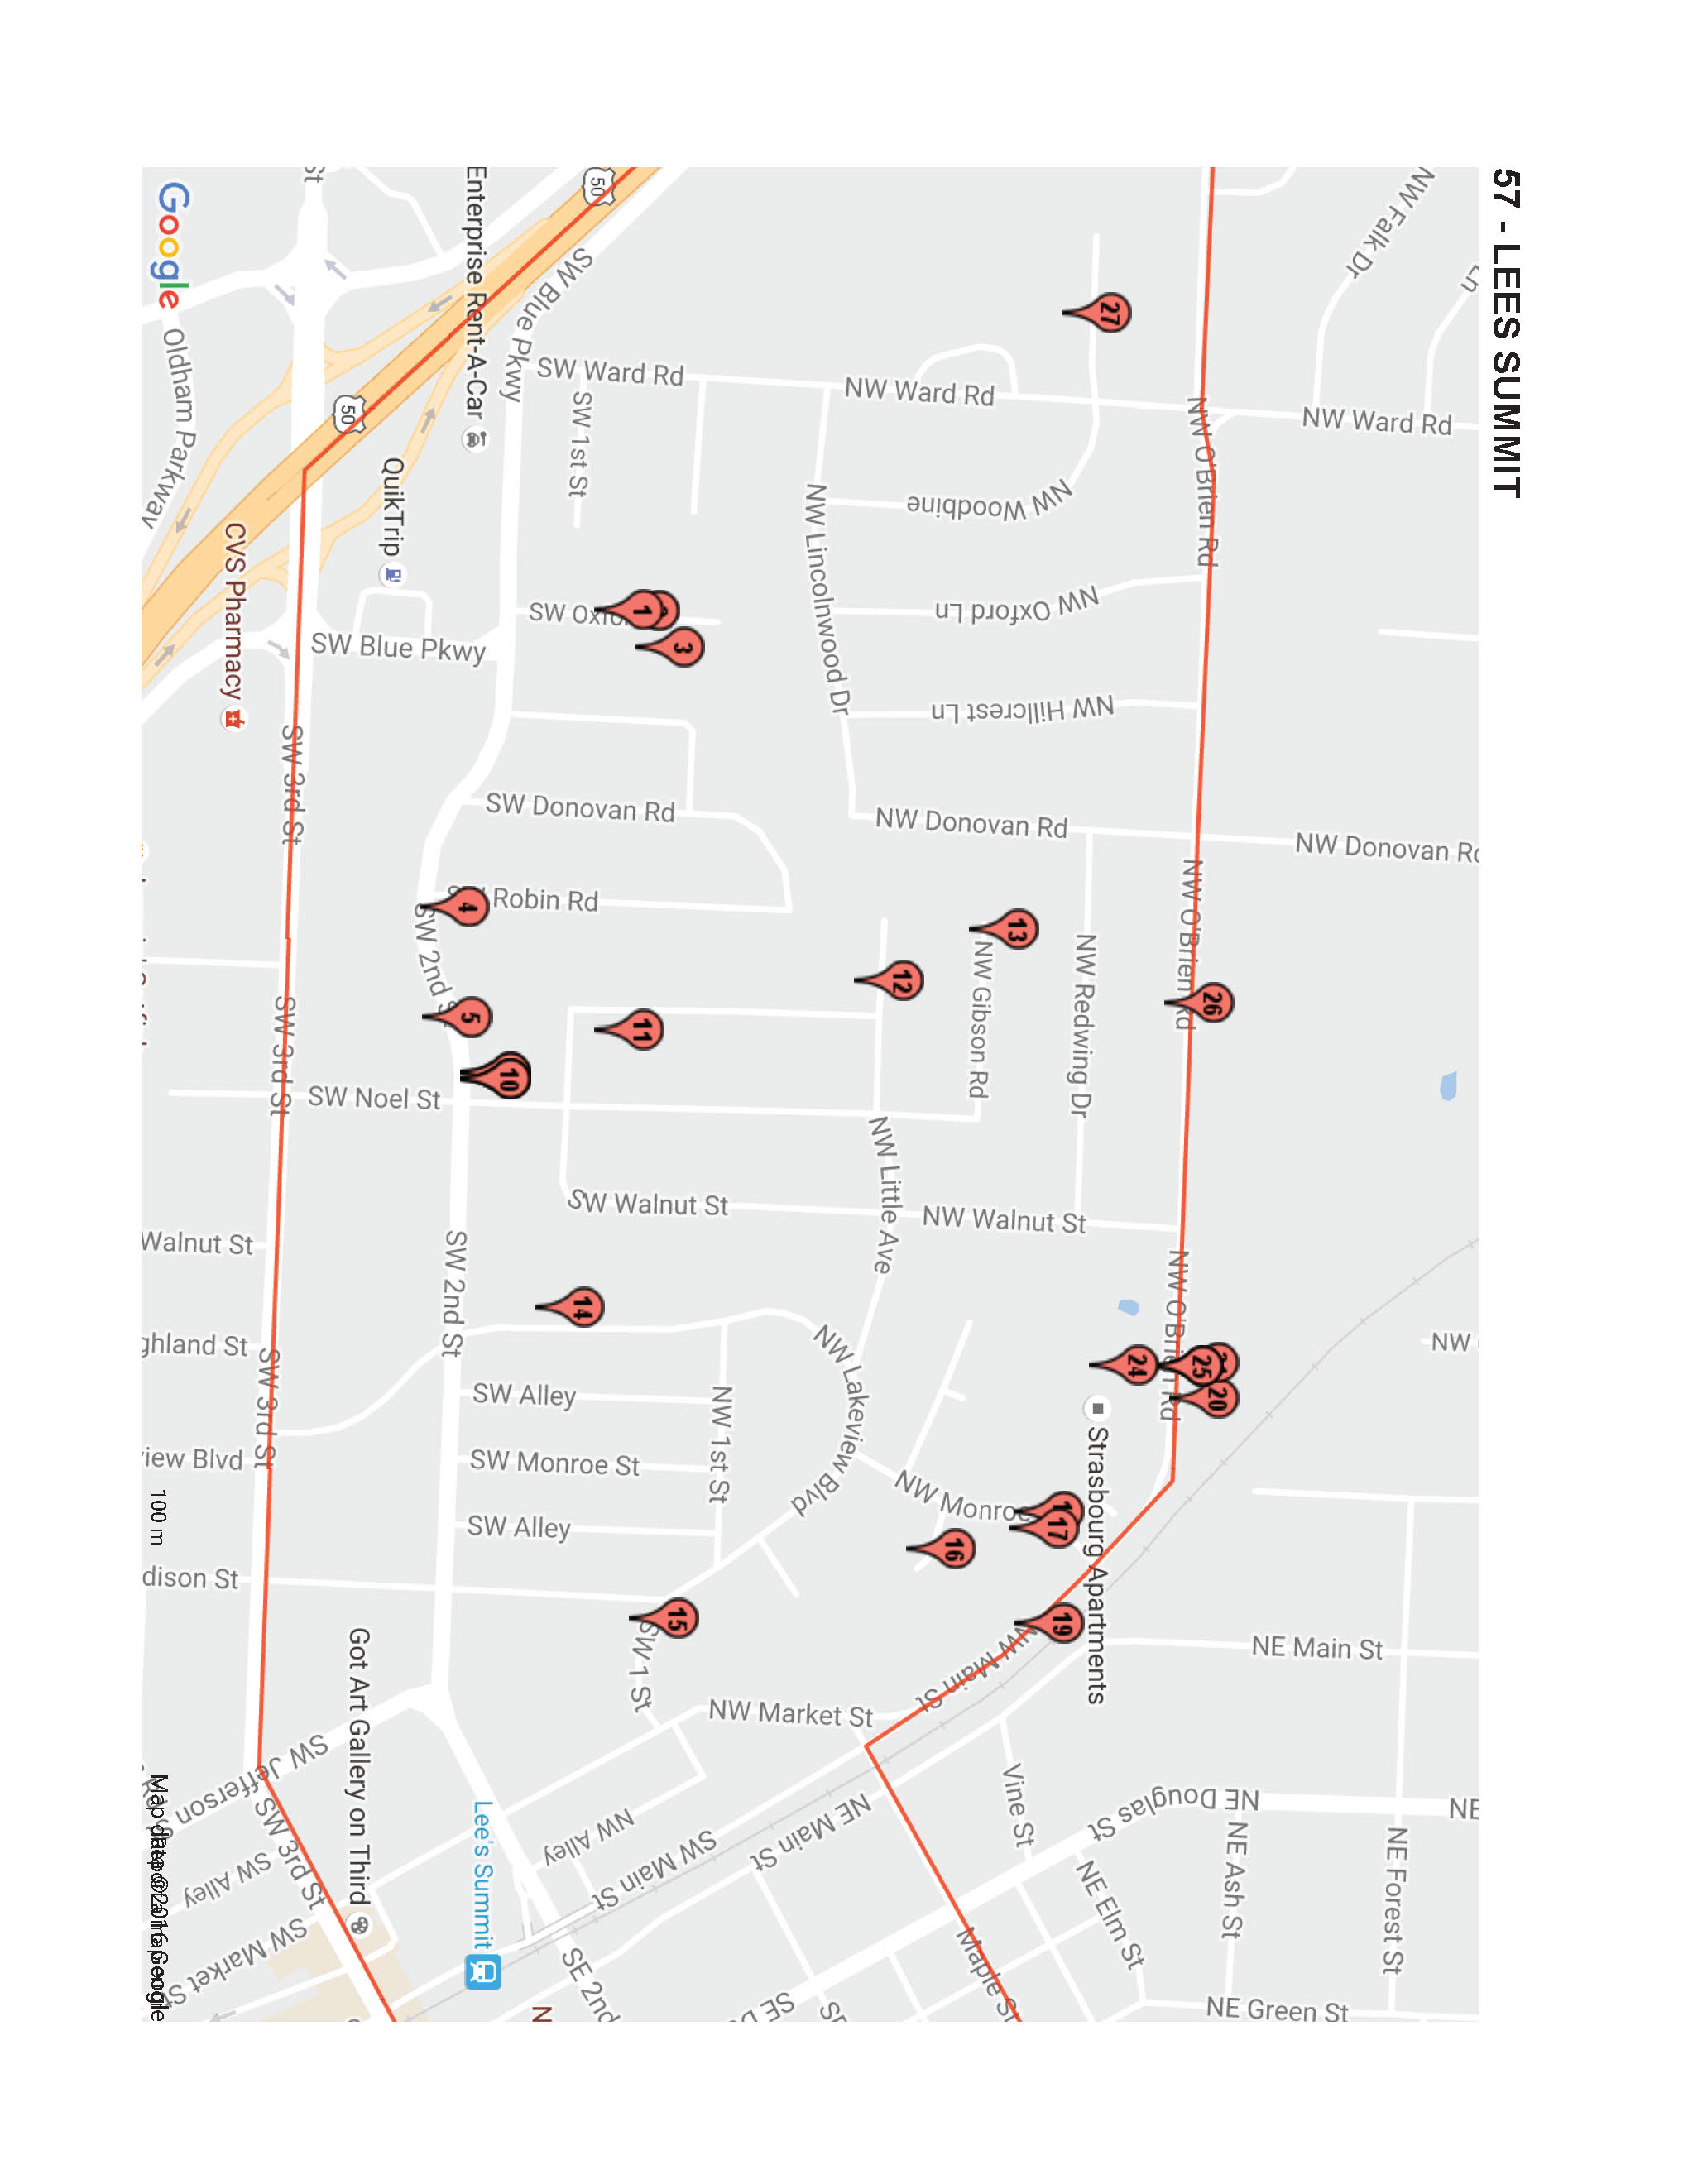 57 - LEES SUMMIT
NW Falk Dr
Ln
NW Ward Rd
NW Ward Rd
SW Ward Rd
27
NW O'Brien Rd
50
SW Blue Pkwy
Enterprise Rent-A-Car
SW 1st St
NW Woodbine
NW Lincolnwood Dr
NW Oxford Ln
NW Hillcrest Ln
50
QuikTrip
St
Google
Oldham Parkway
CVS Pharmacy
SW Blue Pkwy
1
3
SW 3rd St
SW Donovan Rd
NW Donovan Rd
NW Donovan Rd
NW O'Brien Rd
Robin Rd
4
13
12
26
NW Gibson Rd
NW Redwing Dr
SW 2nd
5
11
10
SW 3rd St
SW Noel St
NW Little Ave
SW Walnut St
NW Walnut St
Walnut St
SW 2nd St
14
NW O'Brien Rd
24
25
20
NW
SW 3rd St
SW Alley
NW 1st St
NW Lakeview Blvd
Strasbourg Apartments
SW Monroe St
NW Monroe
17
16
SW Alley
100 m
15
19
SW 1 St
NW Main St
NE Main St
NW Market St
Got Art Gallery on Third
SW Jefferson
SW 3rd St
Lee's Summit
NW Alley
SW Main St
NE Main St
Vine St
NE Douglas St
NE
NE Ash St
NE Forest St
NE Elm St
SW Alley
SW Market St
SE 2nd
Maple St
NE Green St
N
Map data ©2016 Google